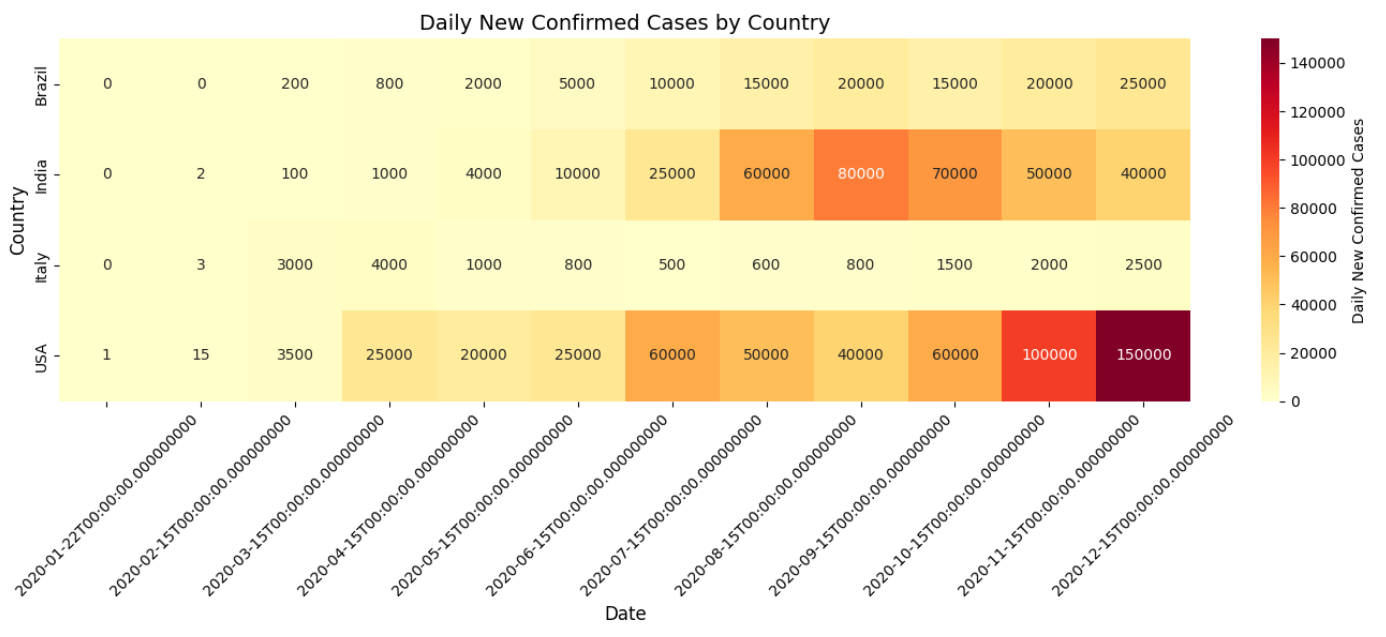 Daily New Confirmed Cases by Country
Brazil 0 0 200 800 2000 5000 10000 15000 20000 15000 20000 25000
India 0 2 100 1000 4000 10000 25000 60000 80000 70000 50000 40000
Italy 0 3 3000 4000 1000 800 500 600 800 1500 2000 2500
USA 1 15 3500 25000 20000 25000 60000 50000 40000 60000 100000 150000
Country
2020-01-22T00:00:00.000000000
2020-02-15T00:00:00.000000000
2020-03-15T00:00:00.000000000
2020-04-15T00:00:00.000000000
2020-05-15T00:00:00.000000000
2020-06-15T00:00:00.000000000
2020-07-15T00:00:00.000000000
2020-08-15T00:00:00.000000000
2020-09-15T00:00:00.000000000
2020-10-15T00:00:00.000000000
2020-11-15T00:00:00.000000000
2020-12-15T00:00:00.000000000
Date
140000
120000
100000
80000
60000
40000
20000
0
Daily New Confirmed Cases